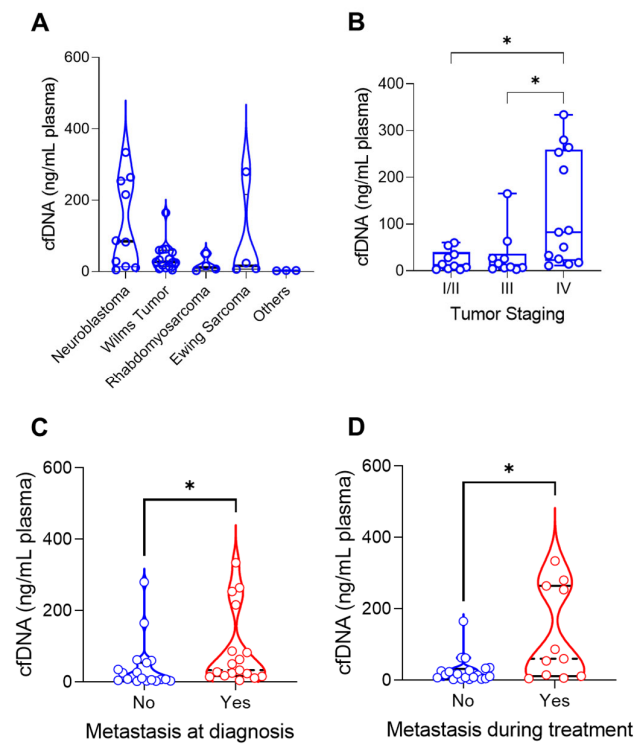 A
cfDNA (ng/mL plasma)
600
400
200
0
Neuroblastoma
Wilms Tumor
Rhabdomyosarcoma
Ewing Sarcoma
Others
B
*
*
cfDNA (ng/mL plasma)
400
300
200
100
0
I/II
III
IV
Tumor Staging
C
*
cfDNA (ng/mL plasma)
600
400
200
0
No
Yes
Metastasis at diagnosis
D
*
cfDNA (ng/mL plasma)
600
400
200
0
No
Yes
Metastasis during treatment